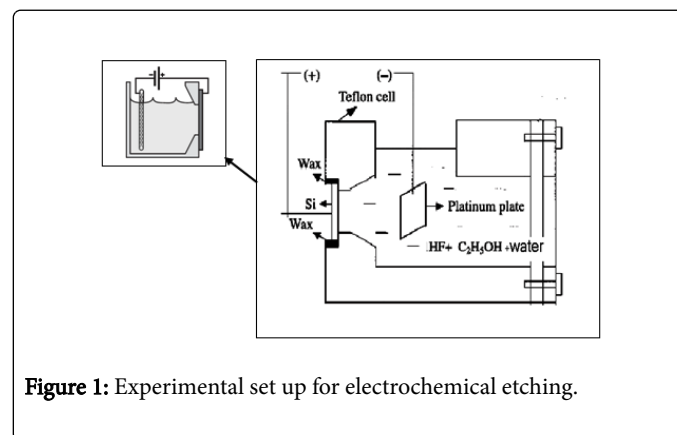 (+) (−)
Teflon cell
Wax
Si
Platinum plate
Wax
HF+ C₂H₅OH +water
Figure 1: Experimental set up for electrochemical etching.